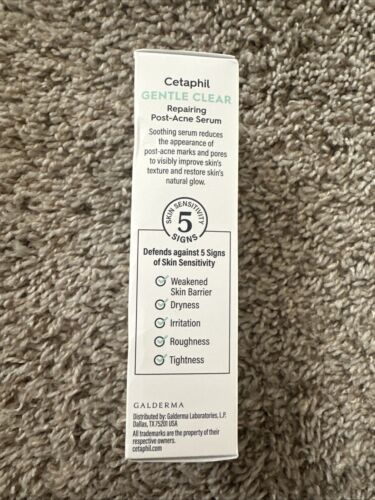 Cetaphil
GENTLE CLEAR
Repairing
Post-Acne Serum
Soothing serum reduces
the appearance of
post-acne marks and pores
to visibly improve skin's
texture and restore skin's
natural glow.
SKIN SENSITIVITY
5
SIGNS
Defends against 5 Signs
of Skin Sensitivity
Weakened
Skin Barrier
Dryness
Irritation
Roughness
Tightness
GALDERMA
Distributed by: Galderma Laboratories, L.P.
Dallas, TX 75201 USA
All trademarks are the property of their
respective owners.
cetaphil.com